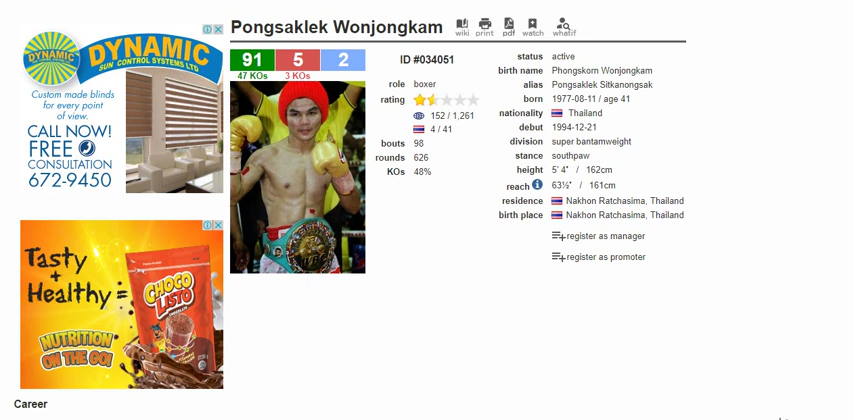 Pongsaklek Wonjongkam
wiki print pdf watch whatif
DYNAMIC
DYNAMIC
SUN CONTROL SYSTEMS LTD
Custom made blinds
for every point
of view.
CALL NOW!
FREE
CONSULTATION
672-9450
91 5 2
47 KOs 3 KOs
ID #034051
role boxer
rating
152 / 1,261
4 / 41
bouts 98
rounds 626
KOs 48%
status active
birth name Phongskorn Wonjongkam
alias Pongsaklek Sitkanongsak
born 1977-08-11 / age 41
nationality Thailand
debut 1994-12-21
division super bantamweight
stance southpaw
height 5' 4" / 162cm
reach 63½" / 161cm
residence Nakhon Ratchasima, Thailand
birth place Nakhon Ratchasima, Thailand
register as manager
register as promoter
Tasty
+
Healthy =
CHOCO
LISTO
NUTRITION
ON THE GO!
Career